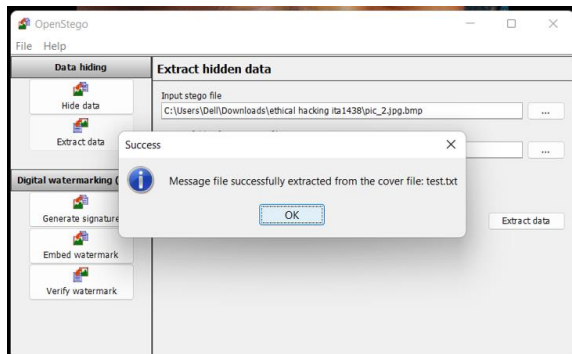 OpenStego
File Help
Data hiding
Hide data
Extract data
Digital watermarking (
Generate signature
Embed watermark
Verify watermark
Extract hidden data
Input stego file
C:\Users\Dell\Downloads\ethical hacking ita1438\pic_2.jpg.bmp
...
...
Extract data
Success
Message file successfully extracted from the cover file: test.txt
OK